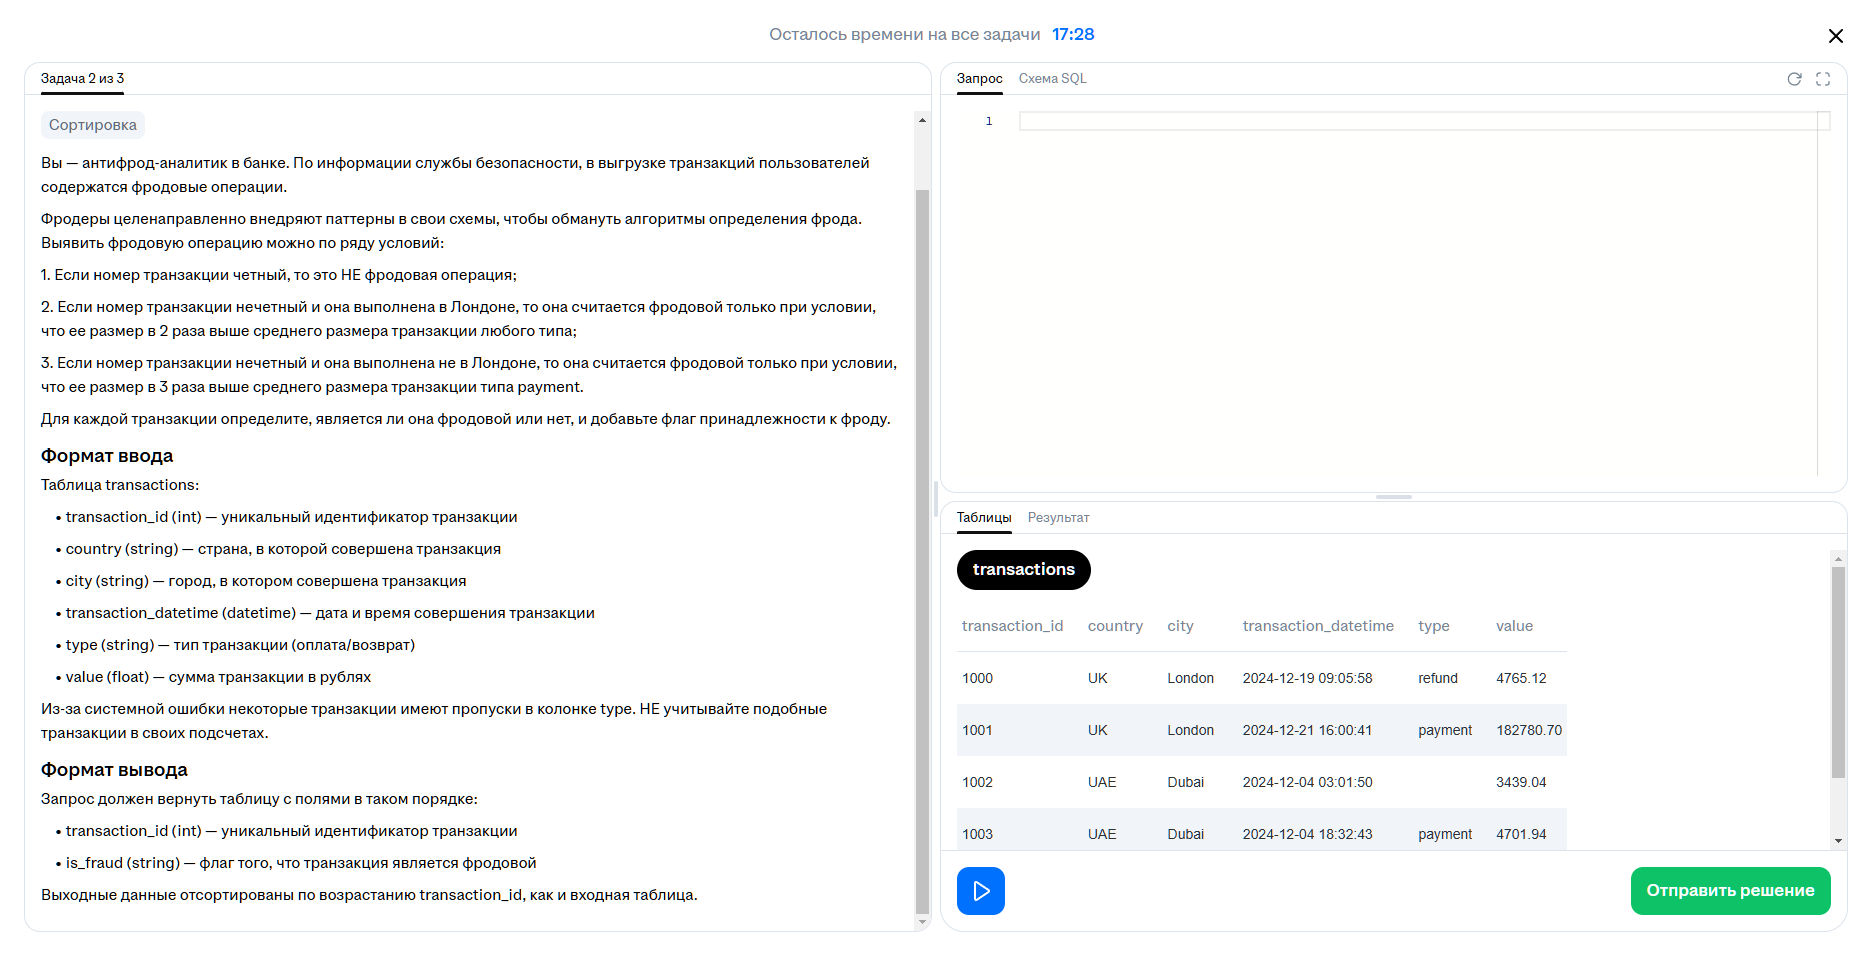 Осталось времени на все задачи 17:28
Задача 2 из 3
Сортировка
Вы — антифрод-аналитик в банке. По информации службы безопасности, в выгрузке транзакций пользователей
содержатся фродовые операции.
Фродеры целенаправленно внедряют паттерны в свои схемы, чтобы обмануть алгоритмы определения фрода.
Выявить фродовую операцию можно по ряду условий:
1. Если номер транзакции четный, то это НЕ фродовая операция;
2. Если номер транзакции нечетный и она выполнена в Лондоне, то она считается фродовой только при условии,
что ее размер в 2 раза выше среднего размера транзакции любого типа;
3. Если номер транзакции нечетный и она выполнена не в Лондоне, то она считается фродовой только при условии,
что ее размер в 3 раза выше среднего размера транзакции типа payment.
Для каждой транзакции определите, является ли она фродовой или нет, и добавьте флаг принадлежности к фроду.
Формат ввода
Таблица transactions:
• transaction_id (int) — уникальный идентификатор транзакции
• country (string) — страна, в которой совершена транзакция
• city (string) — город, в котором совершена транзакция
• transaction_datetime (datetime) — дата и время совершения транзакции
• type (string) — тип транзакции (оплата/возврат)
• value (float) — сумма транзакции в рублях
Из-за системной ошибки некоторые транзакции имеют пропуски в колонке type. НЕ учитывайте подобные
транзакции в своих подсчетах.
Формат вывода
Запрос должен вернуть таблицу с полями в таком порядке:
• transaction_id (int) — уникальный идентификатор транзакции
• is_fraud (string) — флаг того, что транзакция является фродовой
Выходные данные отсортированы по возрастанию transaction_id, как и входная таблица.
Запрос Схема SQL
1
Таблицы Результат
transactions
transaction_id country city transaction_datetime type value
1000 UK London 2024-12-19 09:05:58 refund 4765.12
1001 UK London 2024-12-21 16:00:41 payment 182780.70
1002 UAE Dubai 2024-12-04 03:01:50 3439.04
1003 UAE Dubai 2024-12-04 18:32:43 payment 4701.94
Отправить решение